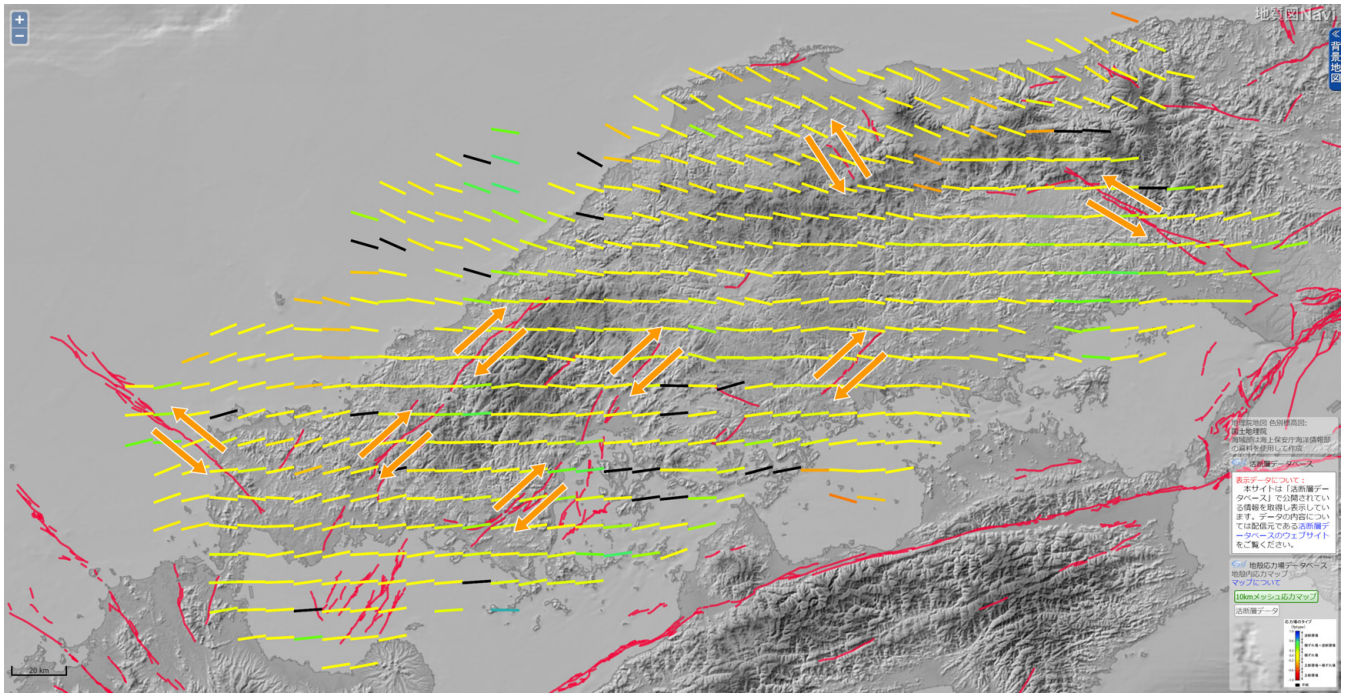 +
−
地質図Navi
«
背景地図
20 km
地理院地図 色別標高図:
国土地理院
海域部は海上保安庁海洋情報部
の資料を使用して作成
活断層データベース
表示データについて:
本サイトは「活断層デー
タベース」で公開されてい
る情報を取得し表示してい
ます。データの内容につい
ては配信元である活断層デ
ータベースのウェブサイト
をご覧ください。
地殻応力場データベース
地殻内応力マップ
マップについて
10kmメッシュ応力マップ
活断層データ
応力場のタイプ